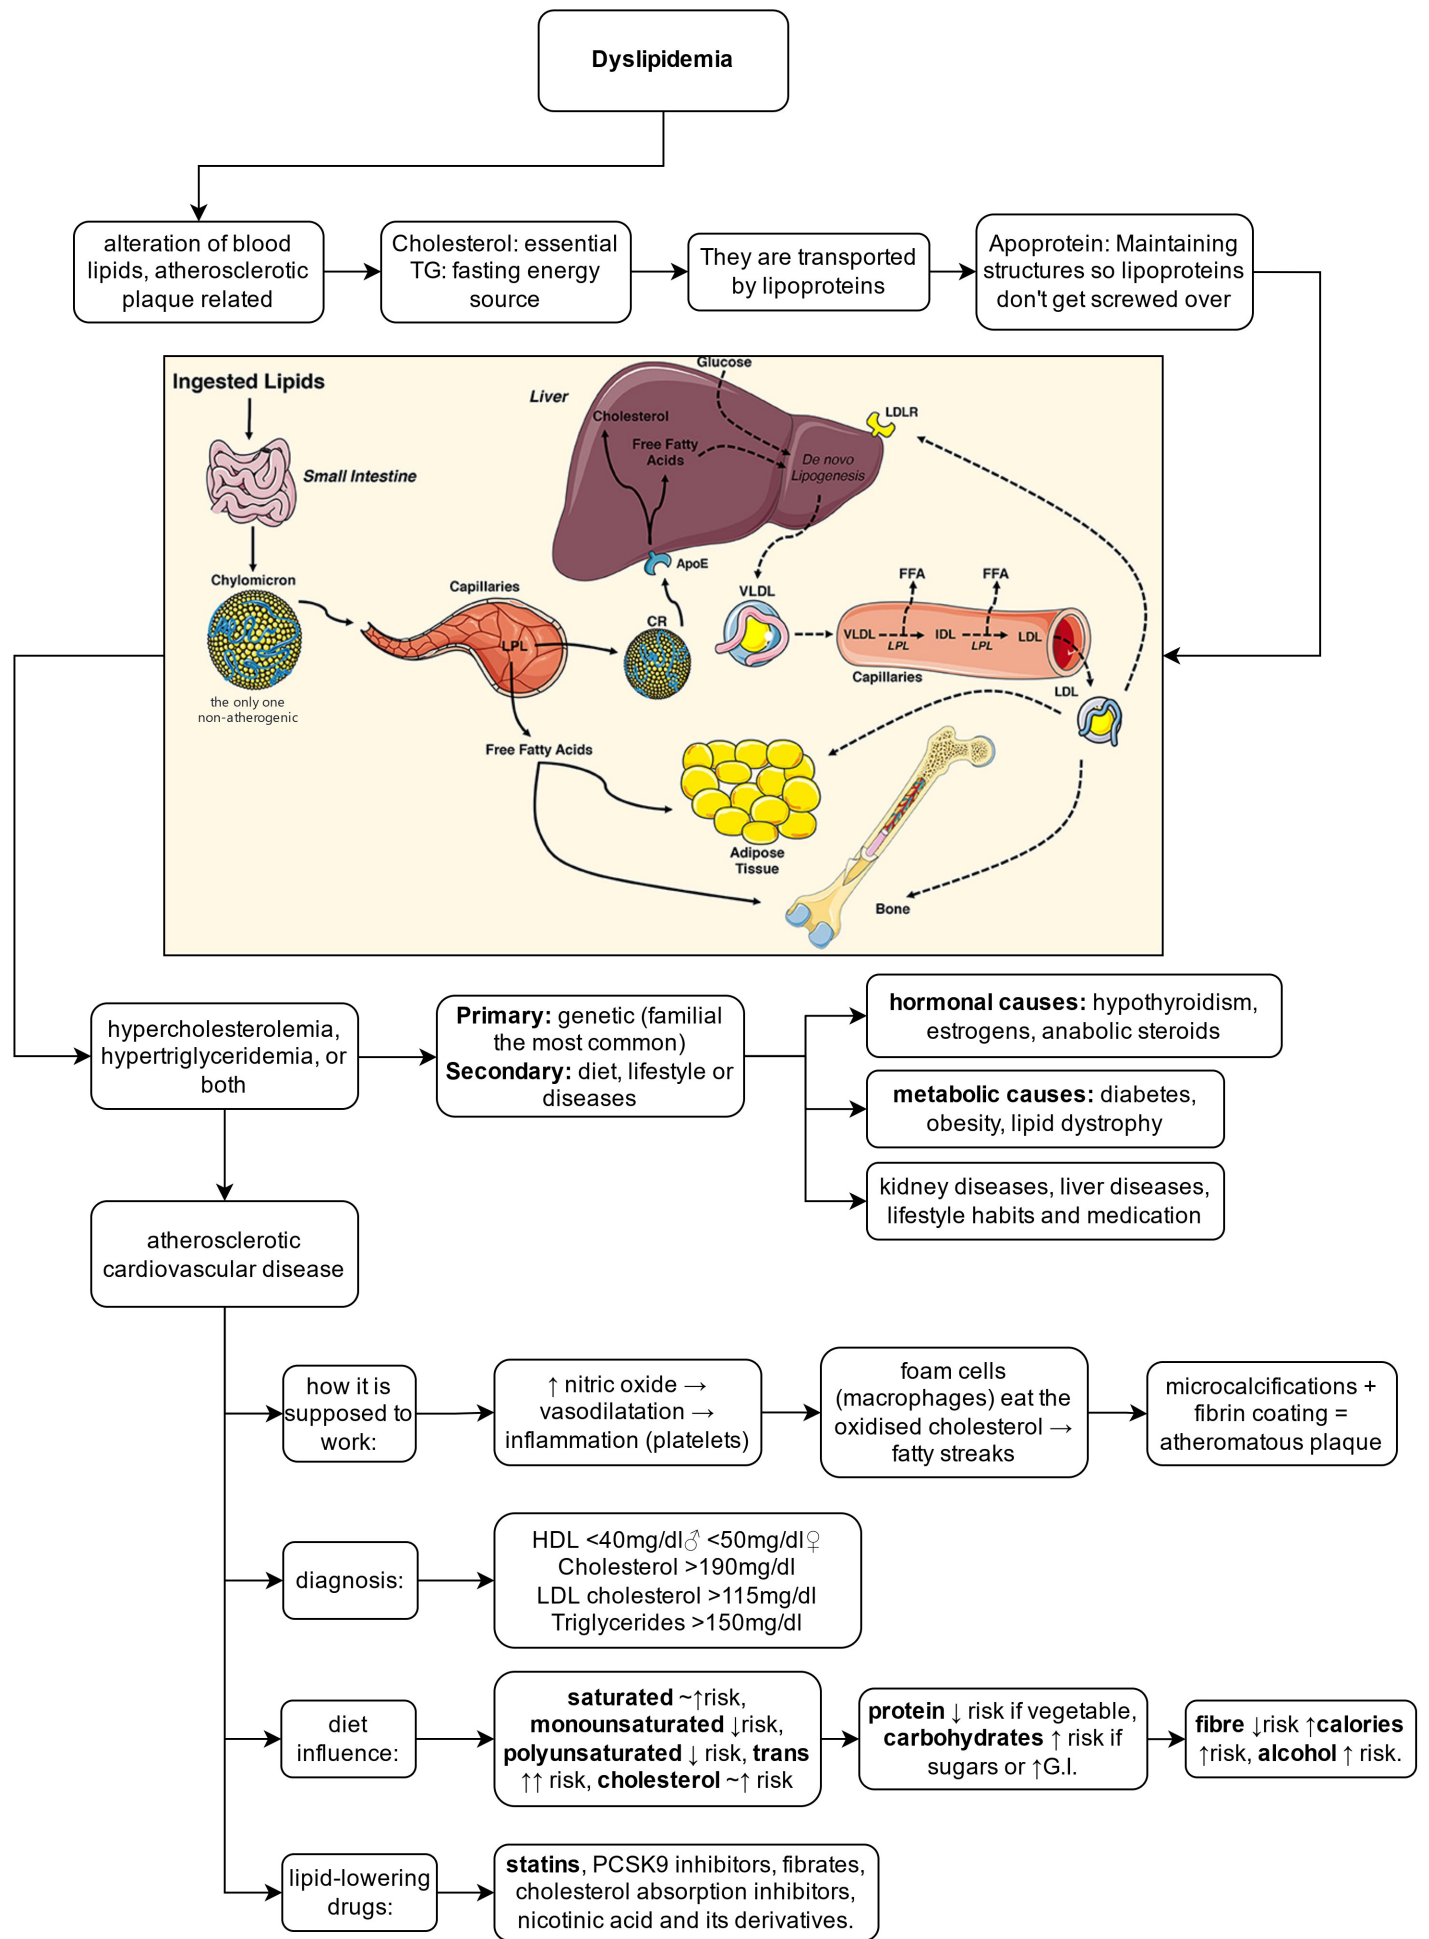 Dyslipidemia
alteration of blood
lipids, atherosclerotic
plaque related
Cholesterol: essential
TG: fasting energy
source
They are transported
by lipoproteins
Apoprotein: Maintaining
structures so lipoproteins
don't get screwed over
Ingested Lipids
Small Intestine
Chylomicron
the only one
non-atherogenic
Capillaries
LPL
Free Fatty Acids
CR
ApoE
Liver
Glucose
Cholesterol
Free Fatty
Acids
De novo
Lipogenesis
LDLR
VLDL
FFA
FFA
VLDL
IDL
LDL
LPL
LPL
Capillaries
LDL
Adipose
Tissue
Bone
hypercholesterolemia,
hypertriglyceridemia, or
both
Primary: genetic (familial
the most common)
Secondary: diet, lifestyle or
diseases
hormonal causes: hypothyroidism,
estrogens, anabolic steroids
metabolic causes: diabetes,
obesity, lipid dystrophy
kidney diseases, liver diseases,
lifestyle habits and medication
atherosclerotic
cardiovascular disease
how it is
supposed to
work:
↑ nitric oxide →
vasodilatation →
inflammation (platelets)
foam cells
(macrophages) eat the
oxidised cholesterol →
fatty streaks
microcalcifications +
fibrin coating =
atheromatous plaque
diagnosis:
HDL <40mg/dl♂ <50mg/dl♀
Cholesterol >190mg/dl
LDL cholesterol >115mg/dl
Triglycerides >150mg/dl
diet
influence:
saturated ~↑risk,
monounsaturated ↓risk,
polyunsaturated ↓ risk, trans
↑↑ risk, cholesterol ~↑ risk
protein ↓ risk if vegetable,
carbohydrates ↑ risk if
sugars or ↑G.I.
fibre ↓risk ↑calories
↑risk, alcohol ↑ risk.
lipid-lowering
drugs:
statins, PCSK9 inhibitors, fibrates,
cholesterol absorption inhibitors,
nicotinic acid and its derivatives.